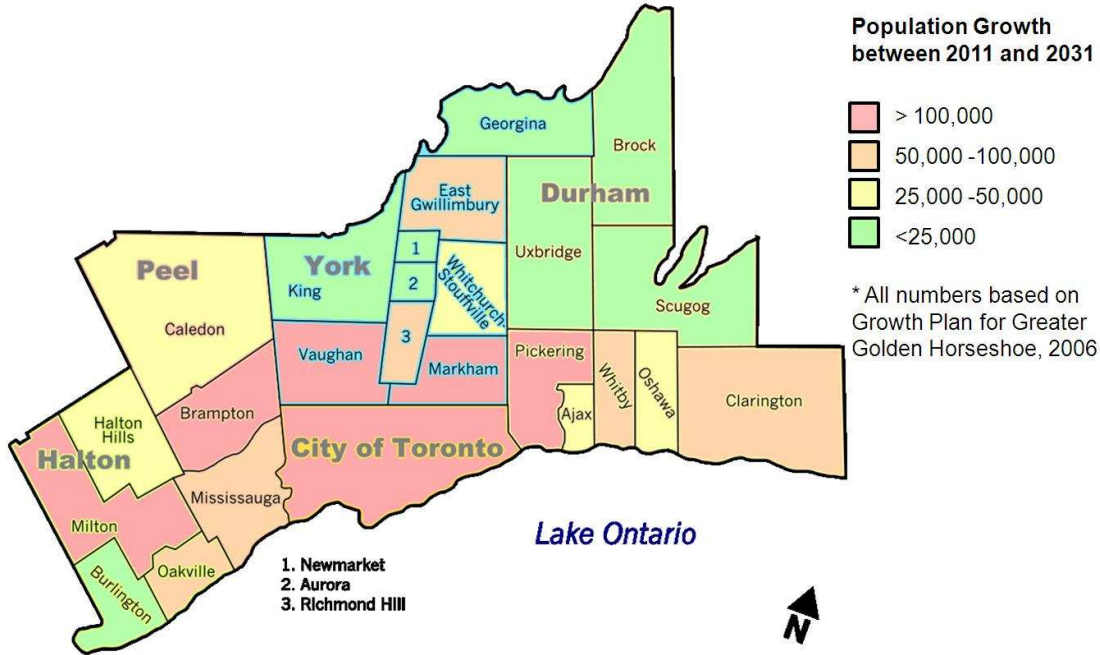 Population Growth
between 2011 and 2031
> 100,000
50,000 -100,000
25,000 -50,000
<25,000
* All numbers based on
Growth Plan for Greater
Golden Horseshoe, 2006
Georgina
Brock
East
Gwillimbury
Durham
1
Uxbridge
Peel
York
2
Whitchurch-
Stouffville
King
Scugog
Caledon
3
Vaughan
Markham
Pickering
Whitby
Oshawa
Clarington
Ajax
Brampton
Halton
Hills
Halton
City of Toronto
Mississauga
Milton
Lake Ontario
Oakville
Burlington
1. Newmarket
2. Aurora
3. Richmond Hill
N